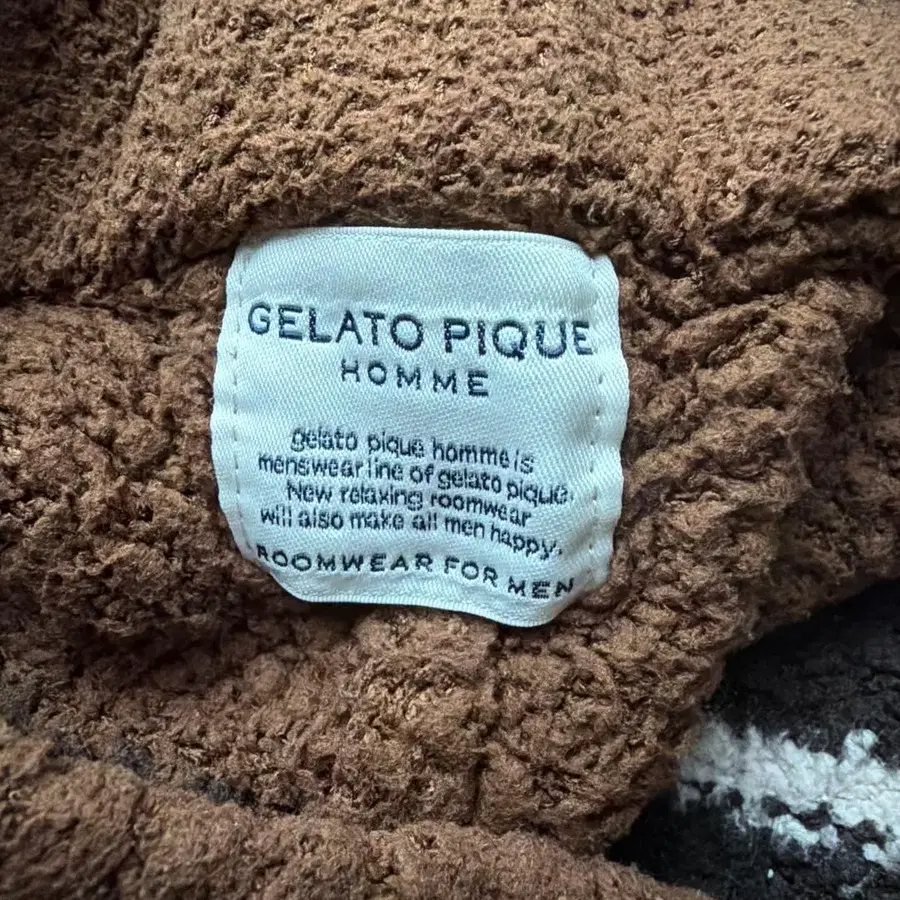 GELATO PIQUE
HOMME
gelato pique homme is
menswear line of gelato pique.
New relaxing roomwear
will also make all men happy.
ROOMWEAR FOR MEN